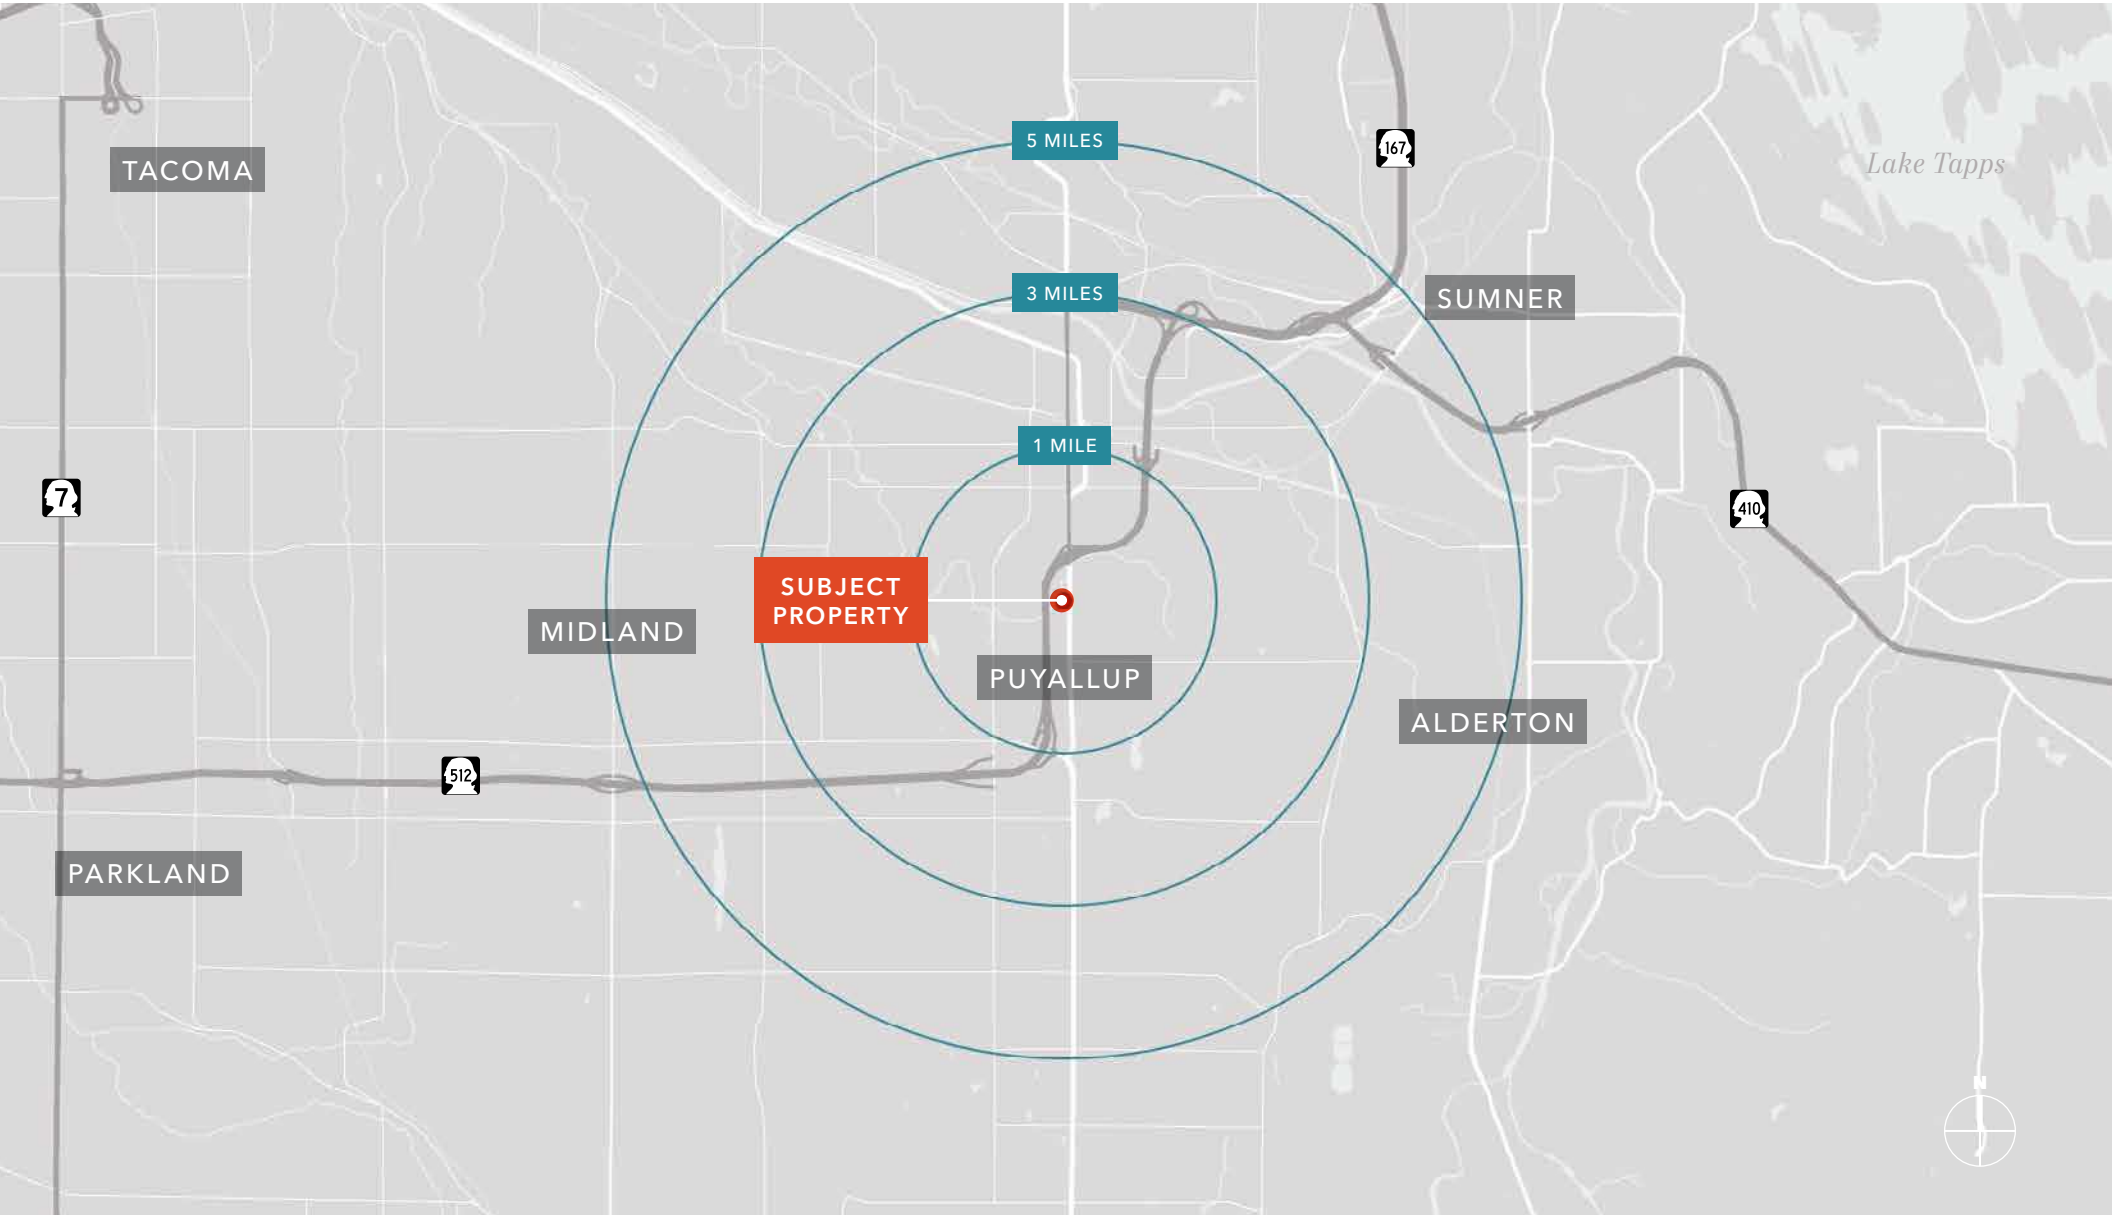 5 MILES
167
TACOMA
Lake Tapps
3 MILES
SUMNER
1 MILE
7
410
SUBJECT
PROPERTY
MIDLAND
PUYALLUP
ALDERTON
512
PARKLAND
N